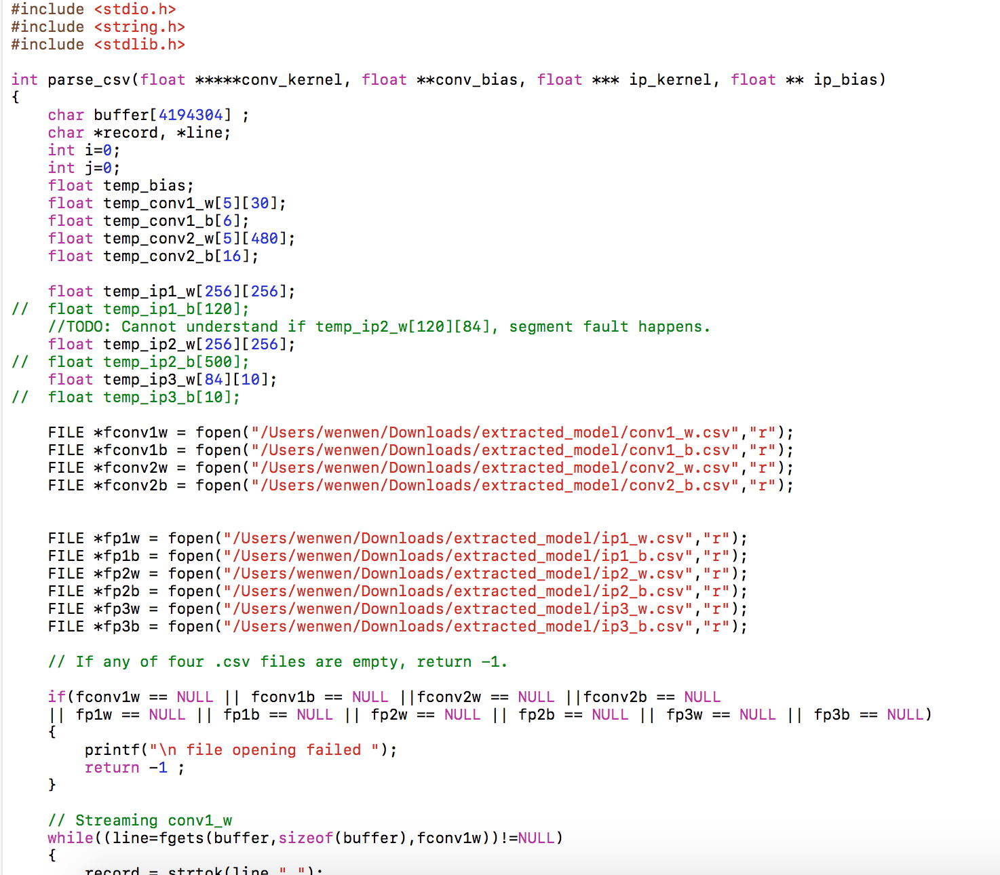 #include <stdio.h>
#include <string.h>
#include <stdlib.h>
int parse_csv(float *****conv_kernel, float **conv_bias, float *** ip_kernel, float ** ip_bias)
{
char buffer[4194304] ;
char *record, *line;
int i=0;
int j=0;
float temp_bias;
float temp_conv1_w[5][30];
float temp_conv1_b[6];
float temp_conv2_w[5][480];
float temp_conv2_b[16];
float temp_ip1_w[256][256];
//  float temp_ip1_b[120];
//TODO: Cannot understand if temp_ip2_w[120][84], segment fault happens.
float temp_ip2_w[256][256];
//  float temp_ip2_b[500];
float temp_ip3_w[84][10];
//  float temp_ip3_b[10];
FILE *fconv1w = fopen("/Users/wenwen/Downloads/extracted_model/conv1_w.csv","r");
FILE *fconv1b = fopen("/Users/wenwen/Downloads/extracted_model/conv1_b.csv","r");
FILE *fconv2w = fopen("/Users/wenwen/Downloads/extracted_model/conv2_w.csv","r");
FILE *fconv2b = fopen("/Users/wenwen/Downloads/extracted_model/conv2_b.csv","r");
FILE *fp1w = fopen("/Users/wenwen/Downloads/extracted_model/ip1_w.csv","r");
FILE *fp1b = fopen("/Users/wenwen/Downloads/extracted_model/ip1_b.csv","r");
FILE *fp2w = fopen("/Users/wenwen/Downloads/extracted_model/ip2_w.csv","r");
FILE *fp2b = fopen("/Users/wenwen/Downloads/extracted_model/ip2_b.csv","r");
FILE *fp3w = fopen("/Users/wenwen/Downloads/extracted_model/ip3_w.csv","r");
FILE *fp3b = fopen("/Users/wenwen/Downloads/extracted_model/ip3_b.csv","r");
// If any of four .csv files are empty, return -1.
if(fconv1w == NULL || fconv1b == NULL ||fconv2w == NULL ||fconv2b == NULL
|| fp1w == NULL || fp1b == NULL || fp2w == NULL || fp2b == NULL || fp3w == NULL || fp3b == NULL)
{
printf("\n file opening failed ");
return -1 ;
}
// Streaming conv1_w
while((line=fgets(buffer,sizeof(buffer),fconv1w))!=NULL)
{
record = strtok(line